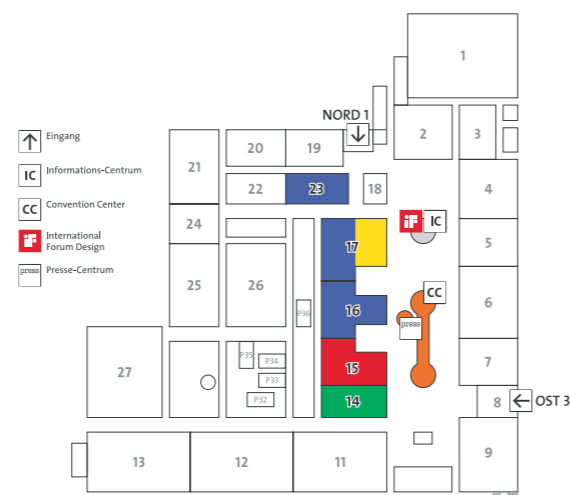 1
NORD 1
Eingang
2
3
20
19
21
IC
Informations-Centrum
4
22
23
18
CC
Convention Center
24
iF
IC
iF
International
Forum Design
17
5
press
Presse-Centrum
25
26
CC
6
P36
16
press
P35
P34
15
7
27
P33
P32
14
8
OST 3
13
12
11
9